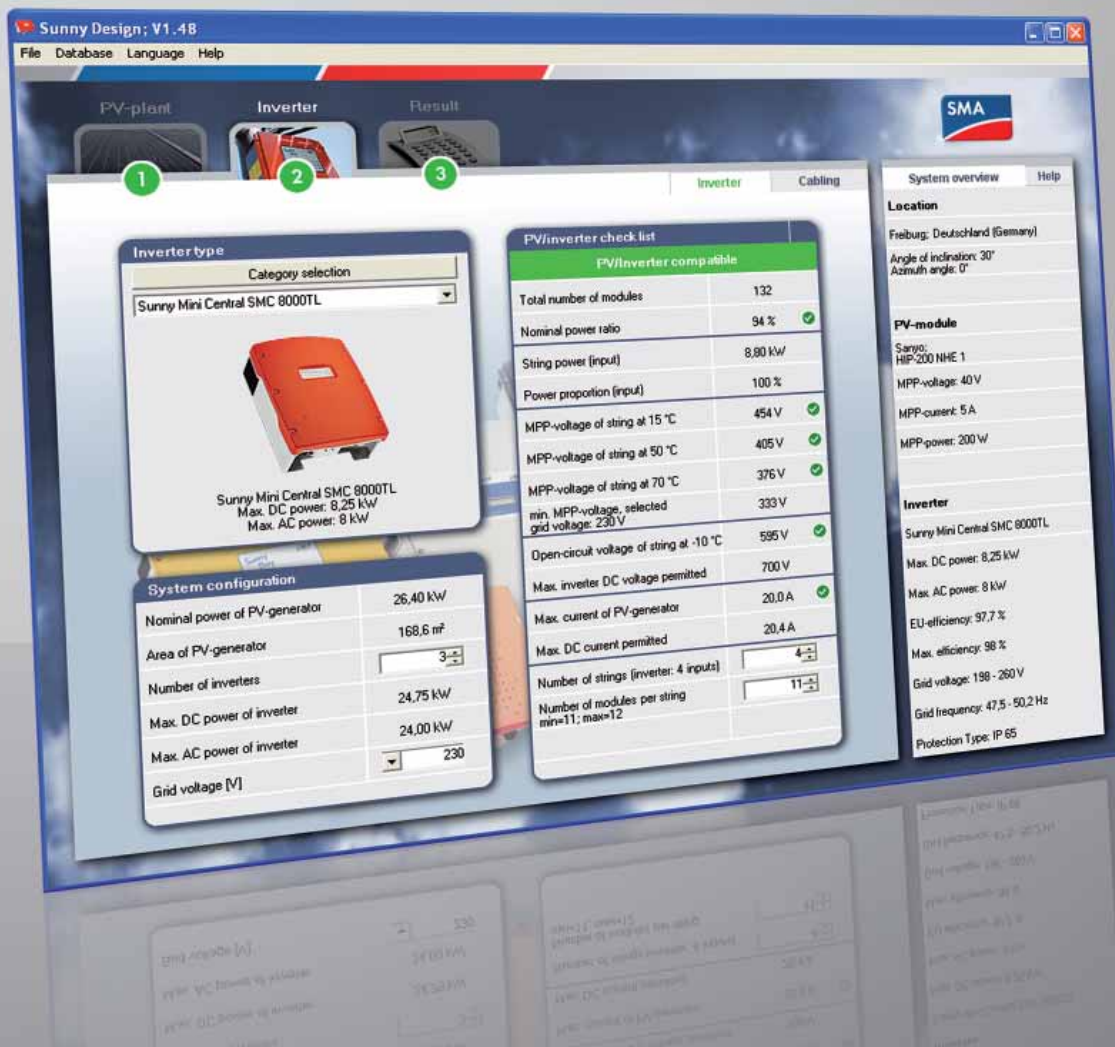 Sunny Design; V1.48
File Database Language Help
PV-plant Inverter Result
SMA
1 2 3
Inverter Cabling
System overview Help
Inverter type
Category selection
Sunny Mini Central SMC 8000TL
Sunny Mini Central SMC 8000TL
Max. DC power: 8,25 kW
Max. AC power: 8 kW
System configuration
Nominal power of PV-generator 26,40 kW
Area of PV-generator 168,6 m²
Number of inverters 3
Max. DC power of inverter 24,75 kW
Max. AC power of inverter 24,00 kW
Grid voltage [V] 230
PV/inverter check list
PV/Inverter compatible
Total number of modules 132
Nominal power ratio 94 %
String power (input) 8,80 kW
Power proportion (input) 100 %
MPP-voltage of string at 15 °C 454 V
MPP-voltage of string at 50 °C 405 V
MPP-voltage of string at 70 °C 376 V
min. MPP-voltage, selected
grid voltage: 230 V 333 V
Open-circuit voltage of string at -10 °C 595 V
Max. inverter DC voltage permitted 700 V
Max. current of PV-generator 20,0 A
Max. DC current permitted 20,4 A
Number of strings (inverter: 4 inputs) 4
Number of modules per string 11
min=11; max=12
Location
Freiburg; Deutschland (Germany)
Angle of inclination: 30°
Azimuth angle: 0°
PV-module
Sanyo;
HIP-200 NHE 1
MPP-voltage: 40 V
MPP-current: 5 A
MPP-power: 200 W
Inverter
Sunny Mini Central SMC 8000TL
Max. DC power: 8,25 kW
Max. AC power: 8 kW
EU-efficiency: 97,7 %
Max. efficiency: 98 %
Grid voltage: 198 - 260 V
Grid frequency: 47,5 - 50,2 Hz
Protection Type: IP 65